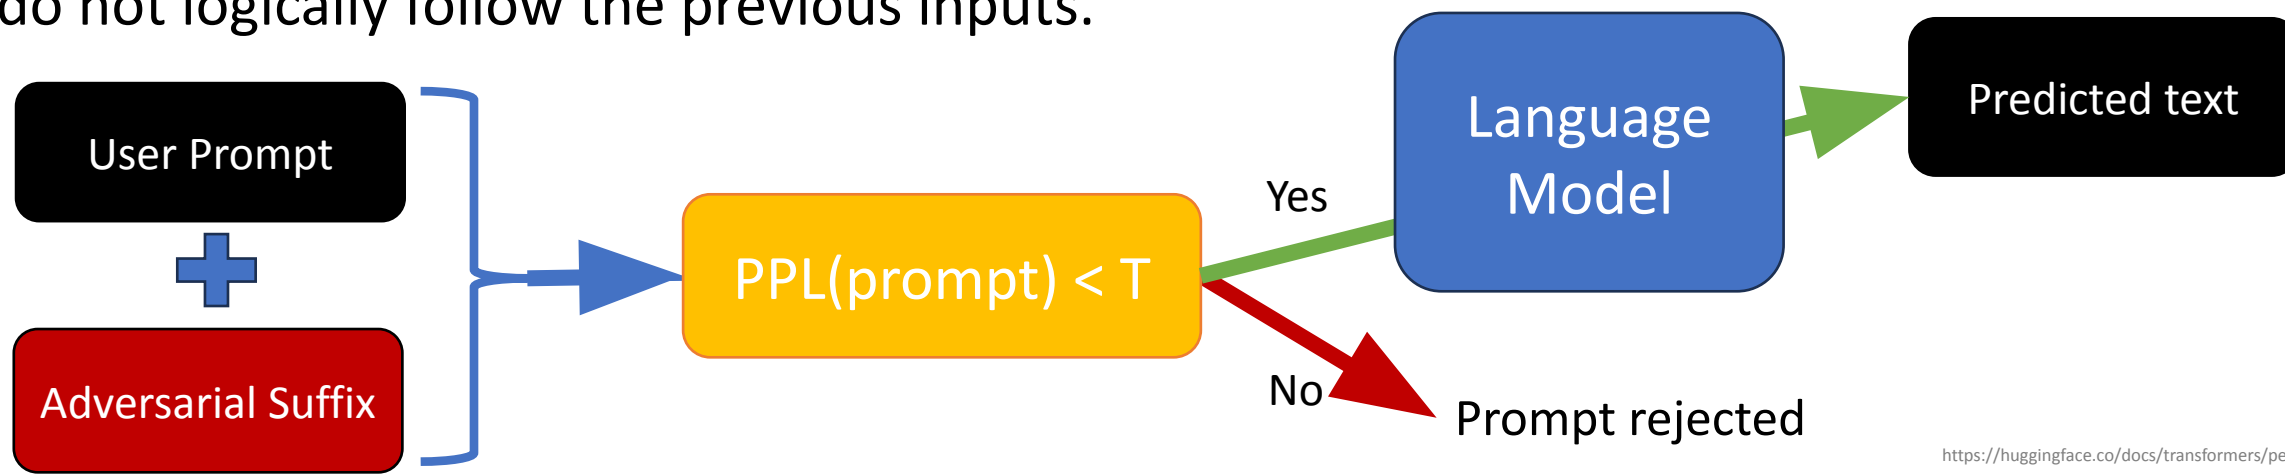 do not logically follow the previous inputs.
User Prompt
Adversarial Suffix
PPL(prompt) < T
Yes
No
Language
Model
Predicted text
Prompt rejected
https://huggingface.co/docs/transformers/pe